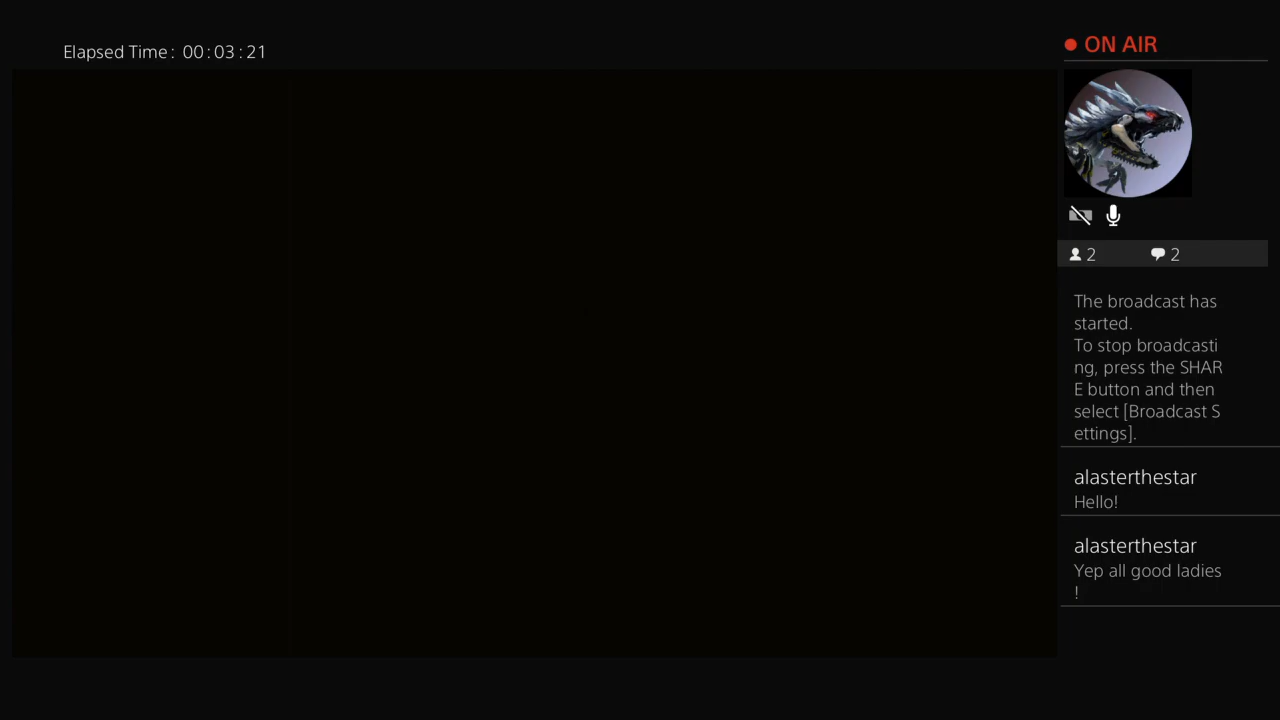 Elapsed Time: 00:03:21
ON AIR
2 2
The broadcast has
started.
To stop broadcasti
ng, press the SHAR
E button and then
select [Broadcast S
ettings].
alasterthestar
Hello!
alasterthestar
Yep all good ladies
!